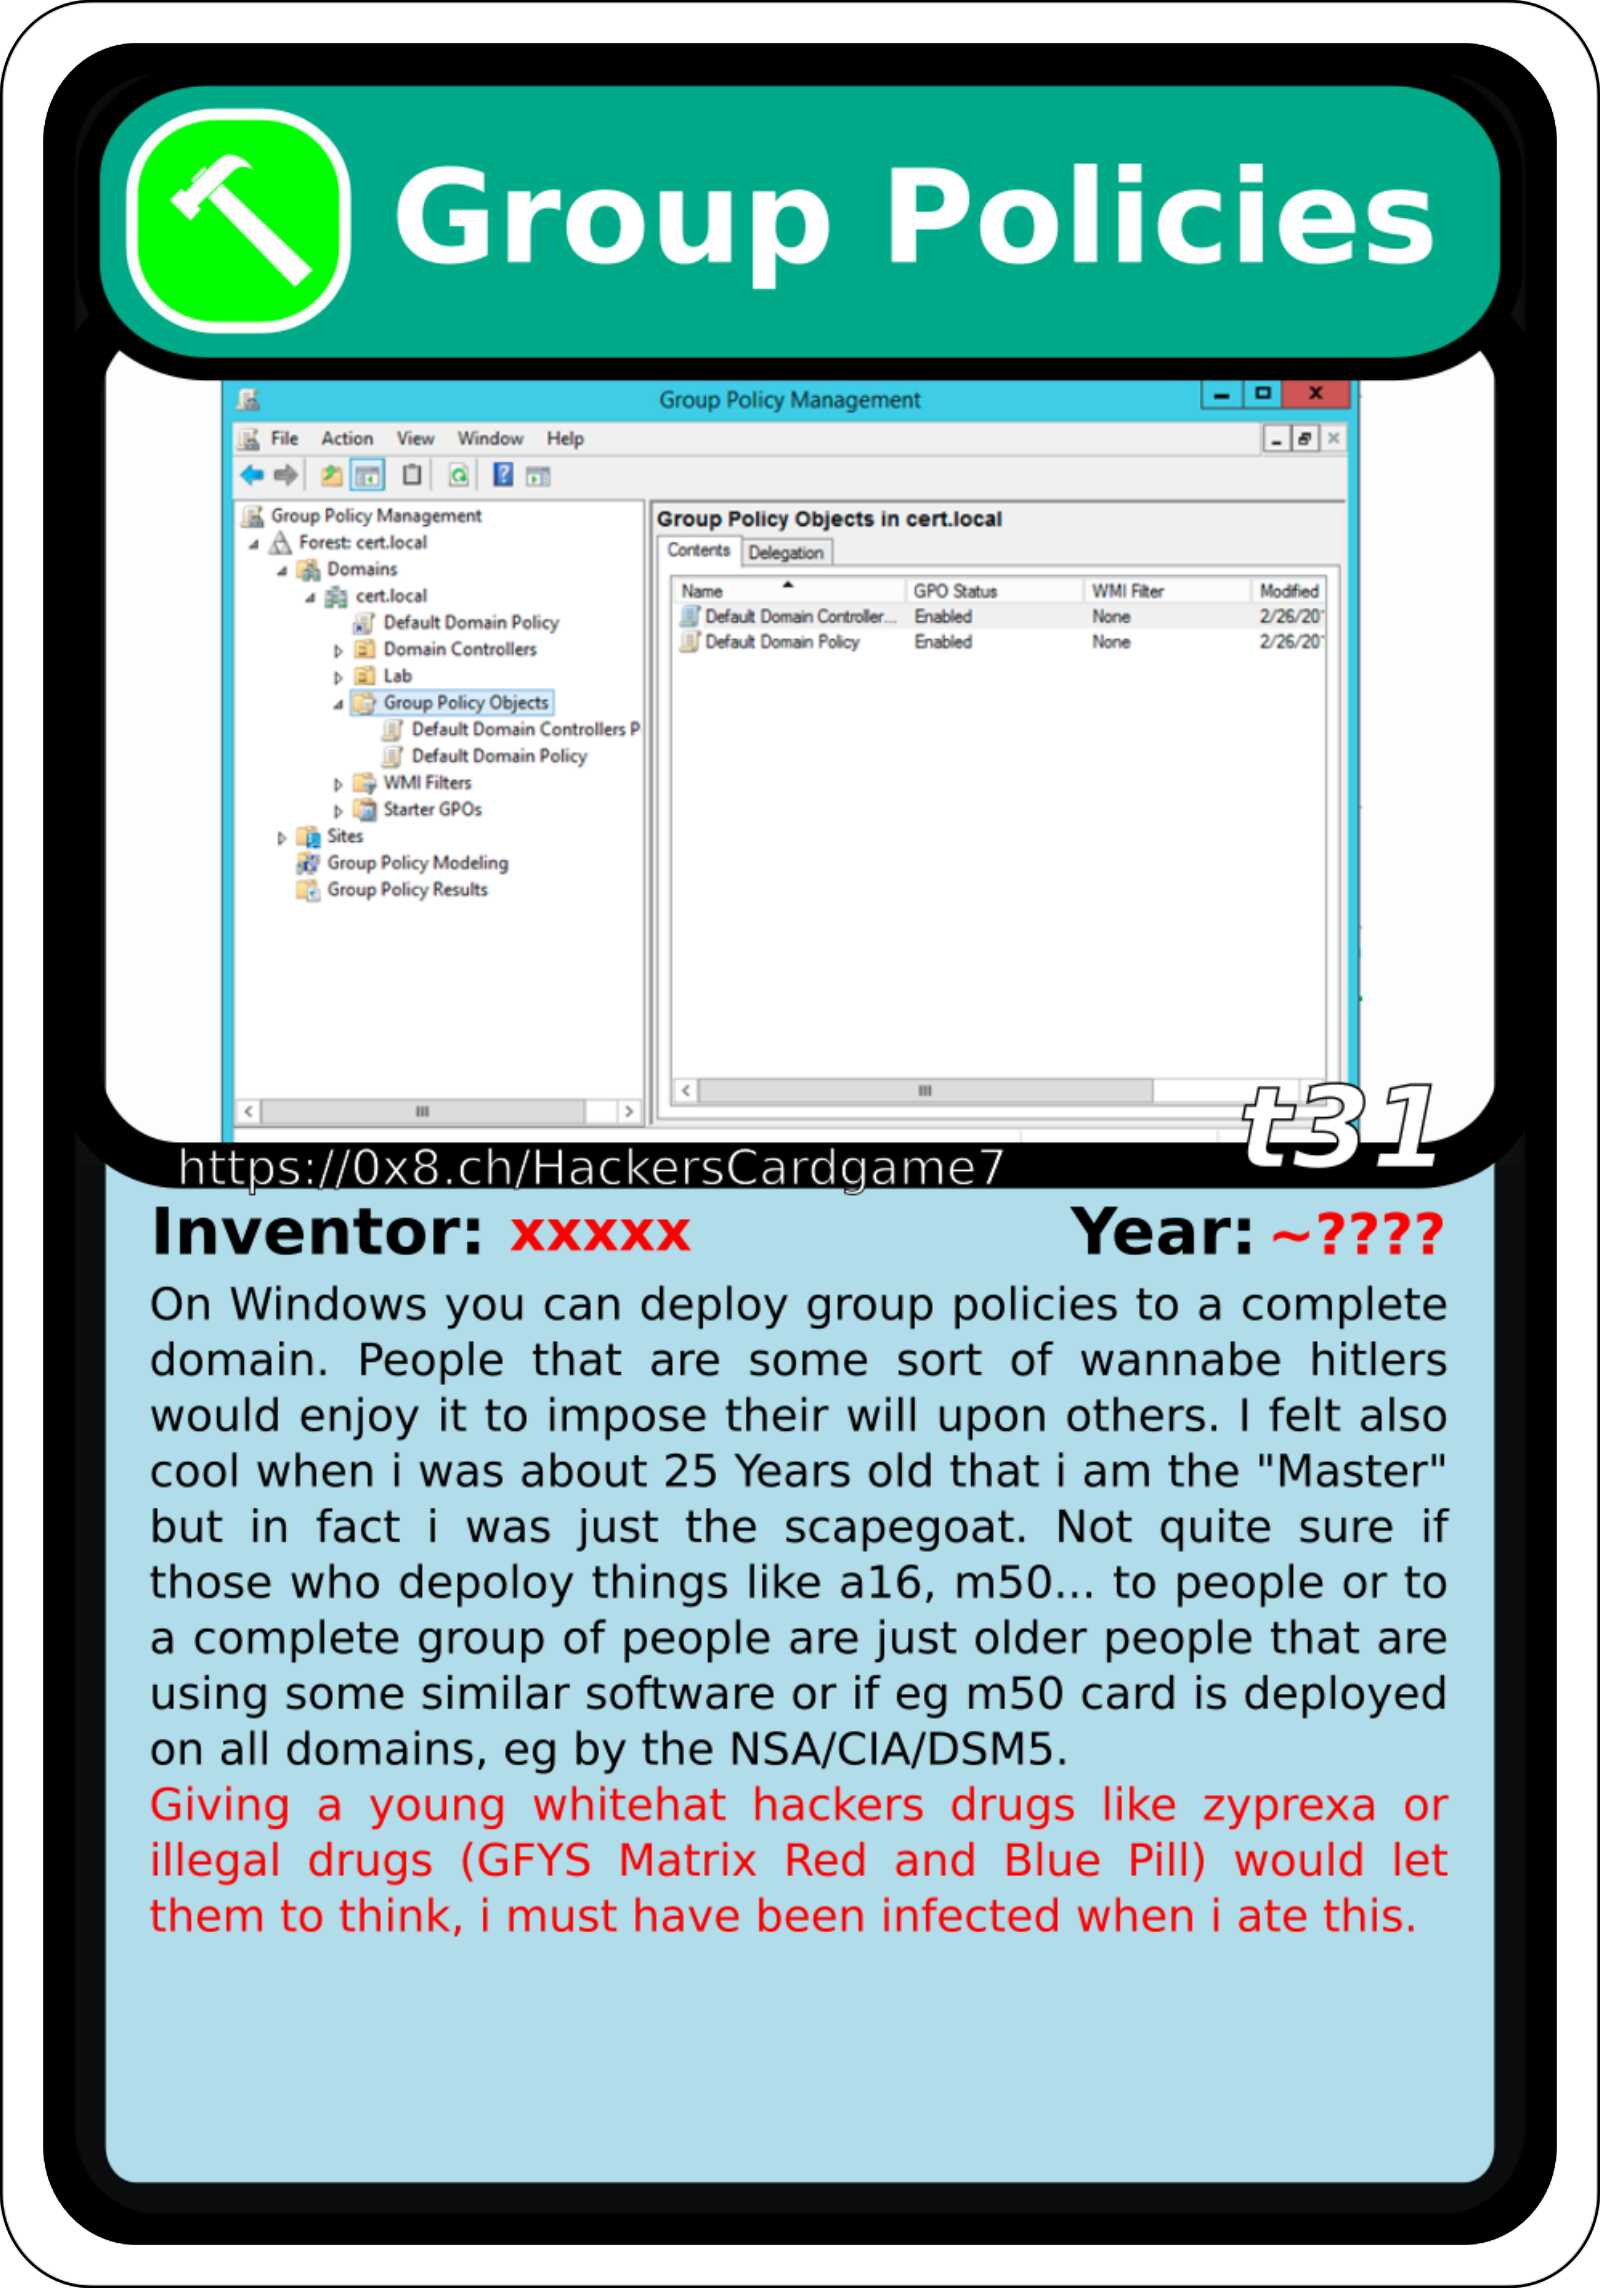 Group Policies
Group Policy Management
File Action View Window Help
Group Policy Management
Forest: cert.local
Domains
cert.local
Default Domain Policy
Domain Controllers
Lab
Group Policy Objects
Default Domain Controllers P
Default Domain Policy
WMI Filters
Starter GPOs
Sites
Group Policy Modeling
Group Policy Results
Group Policy Objects in cert.local
Contents Delegation
Name GPO Status WMI Filter Modified
Default Domain Controller... Enabled None 2/26/20
Default Domain Policy Enabled None 2/26/20
t31
https://0x8.ch/HackersCardgame7
Inventor: xxxxx Year: ~????
On Windows you can deploy group policies to a complete
domain. People that are some sort of wannabe hitlers
would enjoy it to impose their will upon others. I felt also
cool when i was about 25 Years old that i am the "Master"
but in fact i was just the scapegoat. Not quite sure if
those who depoloy things like a16, m50... to people or to
a complete group of people are just older people that are
using some similar software or if eg m50 card is deployed
on all domains, eg by the NSA/CIA/DSM5.
Giving a young whitehat hackers drugs like zyprexa or
illegal drugs (GFYS Matrix Red and Blue Pill) would let
them to think, i must have been infected when i ate this.